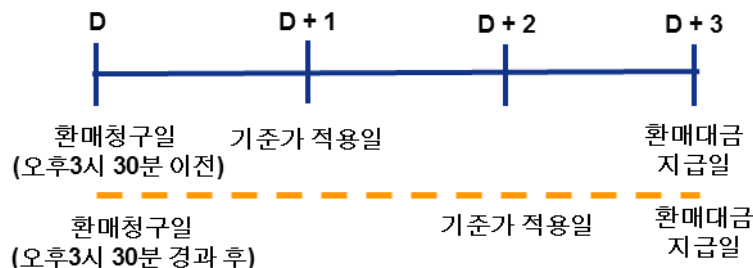 D D + 1 D + 2 D + 3
환매청구일 기준가 적용일 환매대금
(오후3시 30분 이전) 지급일
환매청구일 기준가 적용일 환매대금
(오후3시 30분 경과 후) 지급일